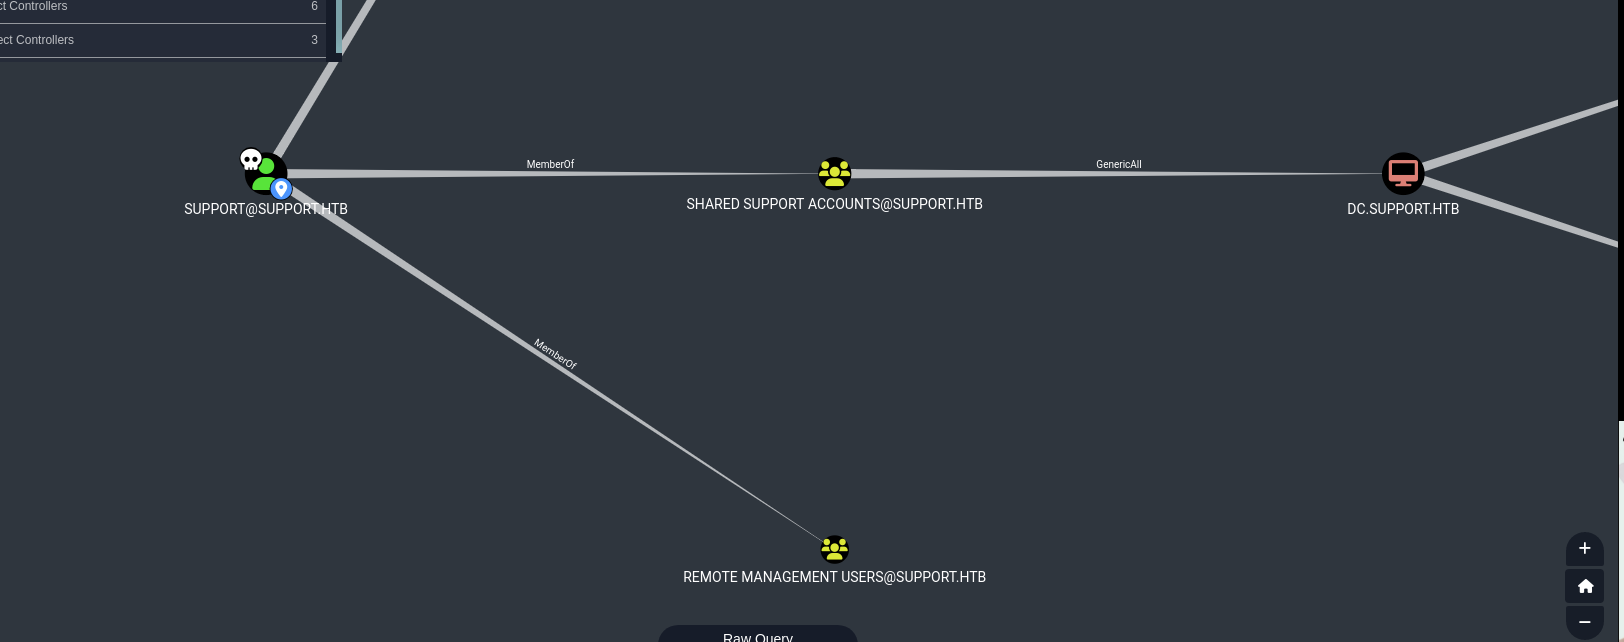 ct Controllers 6
ect Controllers 3
MemberOf
GenericAll
SUPPORT@SUPPORT.HTB
SHARED SUPPORT ACCOUNTS@SUPPORT.HTB
DC.SUPPORT.HTB
MemberOf
REMOTE MANAGEMENT USERS@SUPPORT.HTB
Raw Query